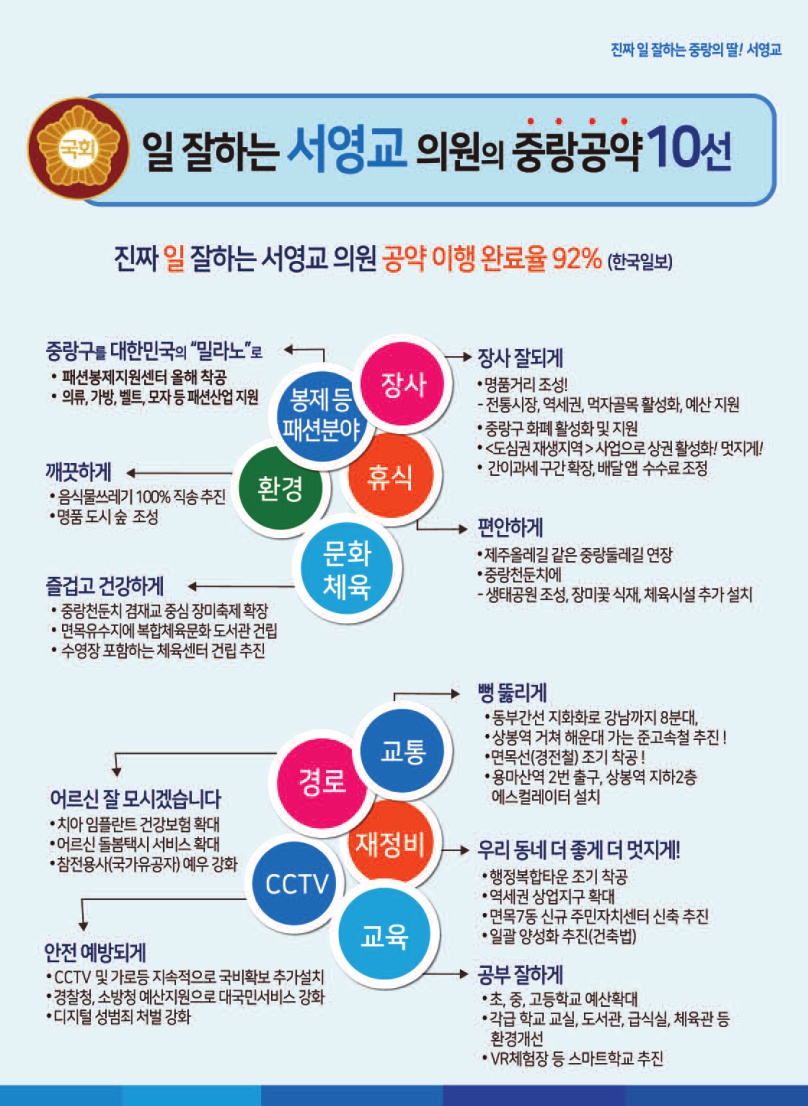 진짜 일 잘하는 중랑의 딸! 서영교
국회
일 잘하는 서영교 의원의 중랑공약 10선
진짜 일 잘하는 서영교 의원 공약 이행 완료율 92% (한국일보)
중랑구를 대한민국의 “밀라노”로
• 패션봉제지원센터 올해 착공
• 의류, 가방, 벨트, 모자 등 패션산업 지원
봉제 등
패션분야
장사
장사 잘되게
• 명품거리 조성!
- 전통시장, 역세권, 먹자골목 활성화, 예산 지원
• 중랑구 화폐 활성화 및 지원
• <도심권 재생지역> 사업으로 상권 활성화! 멋지게!
• 간이과세 구간 확장, 배달 앱 수수료 조정
깨끗하게
• 음식물쓰레기 100% 직송 추진
• 명품 도시 숲 조성
환경
휴식
편안하게
• 제주올레길 같은 중랑둘레길 연장
• 중랑천둔치에
- 생태공원 조성, 장미꽃 식재, 체육시설 추가 설치
문화
체육
즐겁고 건강하게
• 중랑천둔치 겸재교 중심 장미축제 확장
• 면목유수지에 복합체육문화 도서관 건립
• 수영장 포함하는 체육센터 건립 추진
교통
뻥 뚫리게
• 동부간선 지화화로 강남까지 8분대,
• 상봉역 거쳐 해운대 가는 준고속철 추진!
• 면목선(경전철) 조기 착공!
• 용마산역 2번 출구, 상봉역 지하2층
에스컬레이터 설치
경로
어르신 잘 모시겠습니다
• 치아 임플란트 건강보험 확대
• 어르신 돌봄택시 서비스 확대
• 참전용사(국가유공자) 예우 강화
재정비
우리 동네 더 좋게 더 멋지게!
• 행정복합타운 조기 착공
• 역세권 상업지구 확대
• 면목7동 신규 주민자치센터 신축 추진
• 일괄 양성화 추진(건축법)
CCTV
안전 예방되게
• CCTV 및 가로등 지속적으로 국비확보 추가설치
• 경찰청, 소방청 예산지원으로 대국민서비스 강화
• 디지털 성범죄 처벌 강화
교육
공부 잘하게
• 초, 중, 고등학교 예산확대
• 각급 학교 교실, 도서관, 급식실, 체육관 등
환경개선
• VR체험장 등 스마트학교 추진